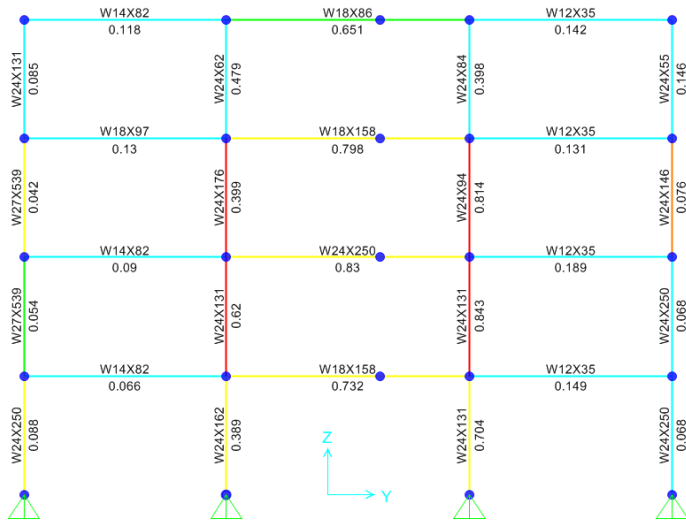 W14X82
W18X86
W12X35
0.118
0.651
0.142
W24X131
0.085
W24X62
0.479
W24X84
0.398
W24X55
0.146
W18X97
W18X158
W12X35
0.13
0.798
0.131
W27X539
0.042
W24X176
0.399
W24X94
0.814
W24X146
0.076
W14X82
W24X250
W12X35
0.09
0.83
0.189
W27X539
0.054
W24X131
0.62
W24X131
0.843
W24X250
0.068
W14X82
W18X158
W12X35
0.066
0.732
0.149
W24X250
0.088
W24X162
0.389
W24X131
0.704
W24X250
0.068
Z
Y